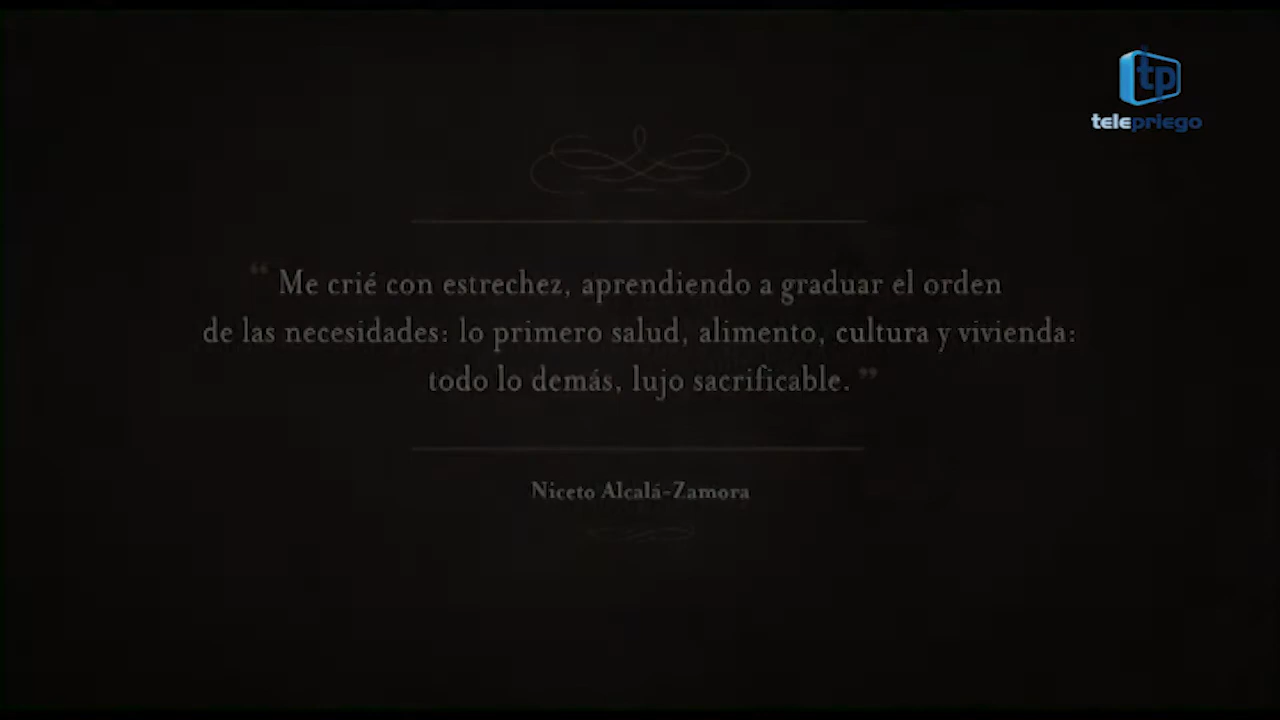 tp
telepriego
“ Me crié con estrechez, aprendiendo a graduar el orden
de las necesidades: lo primero salud, alimento, cultura y vivienda:
todo lo demás, lujo sacrificable. ”
Niceto Alcalá-Zamora